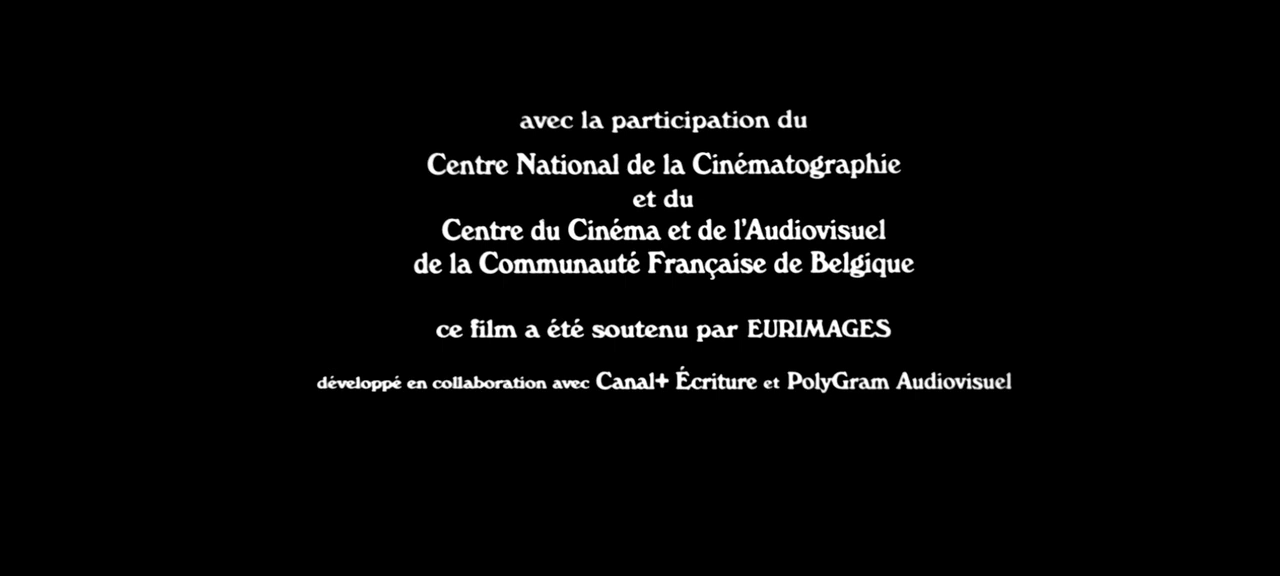 avec la participation du
Centre National de la Cinématographie
et du
Centre du Cinéma et de l'Audiovisuel
de la Communauté Française de Belgique
ce film a été soutenu par EURIMAGES
développé en collaboration avec Canal+ Écriture et PolyGram Audiovisuel